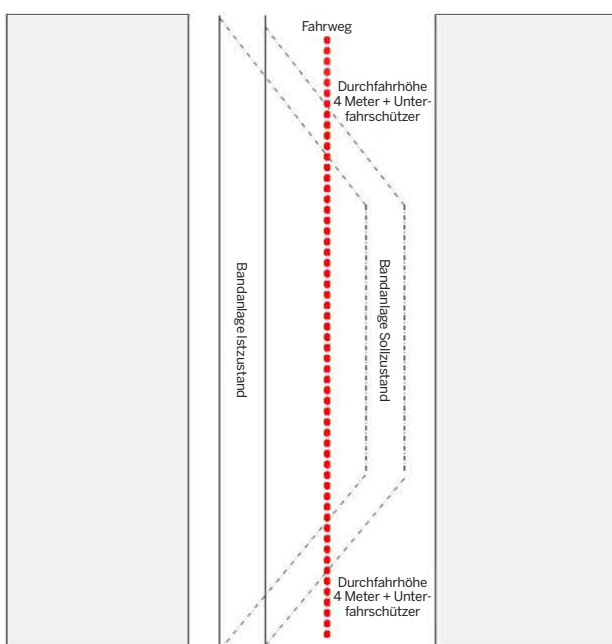 Fahrweg
Durchfahrhöhe
4 Meter + Unter-
fahrschützer
Bandanlage Istzustand
Bandanlage Sollzustand
Durchfahrhöhe
4 Meter + Unter-
fahrschützer